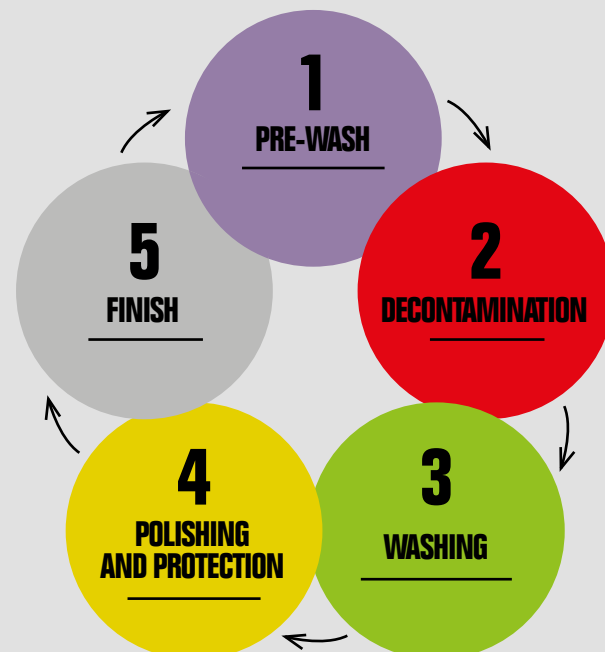 1
PRE-WASH
2
DECONTAMINATION
3
WASHING
4
POLISHING
AND PROTECTION
5
FINISH